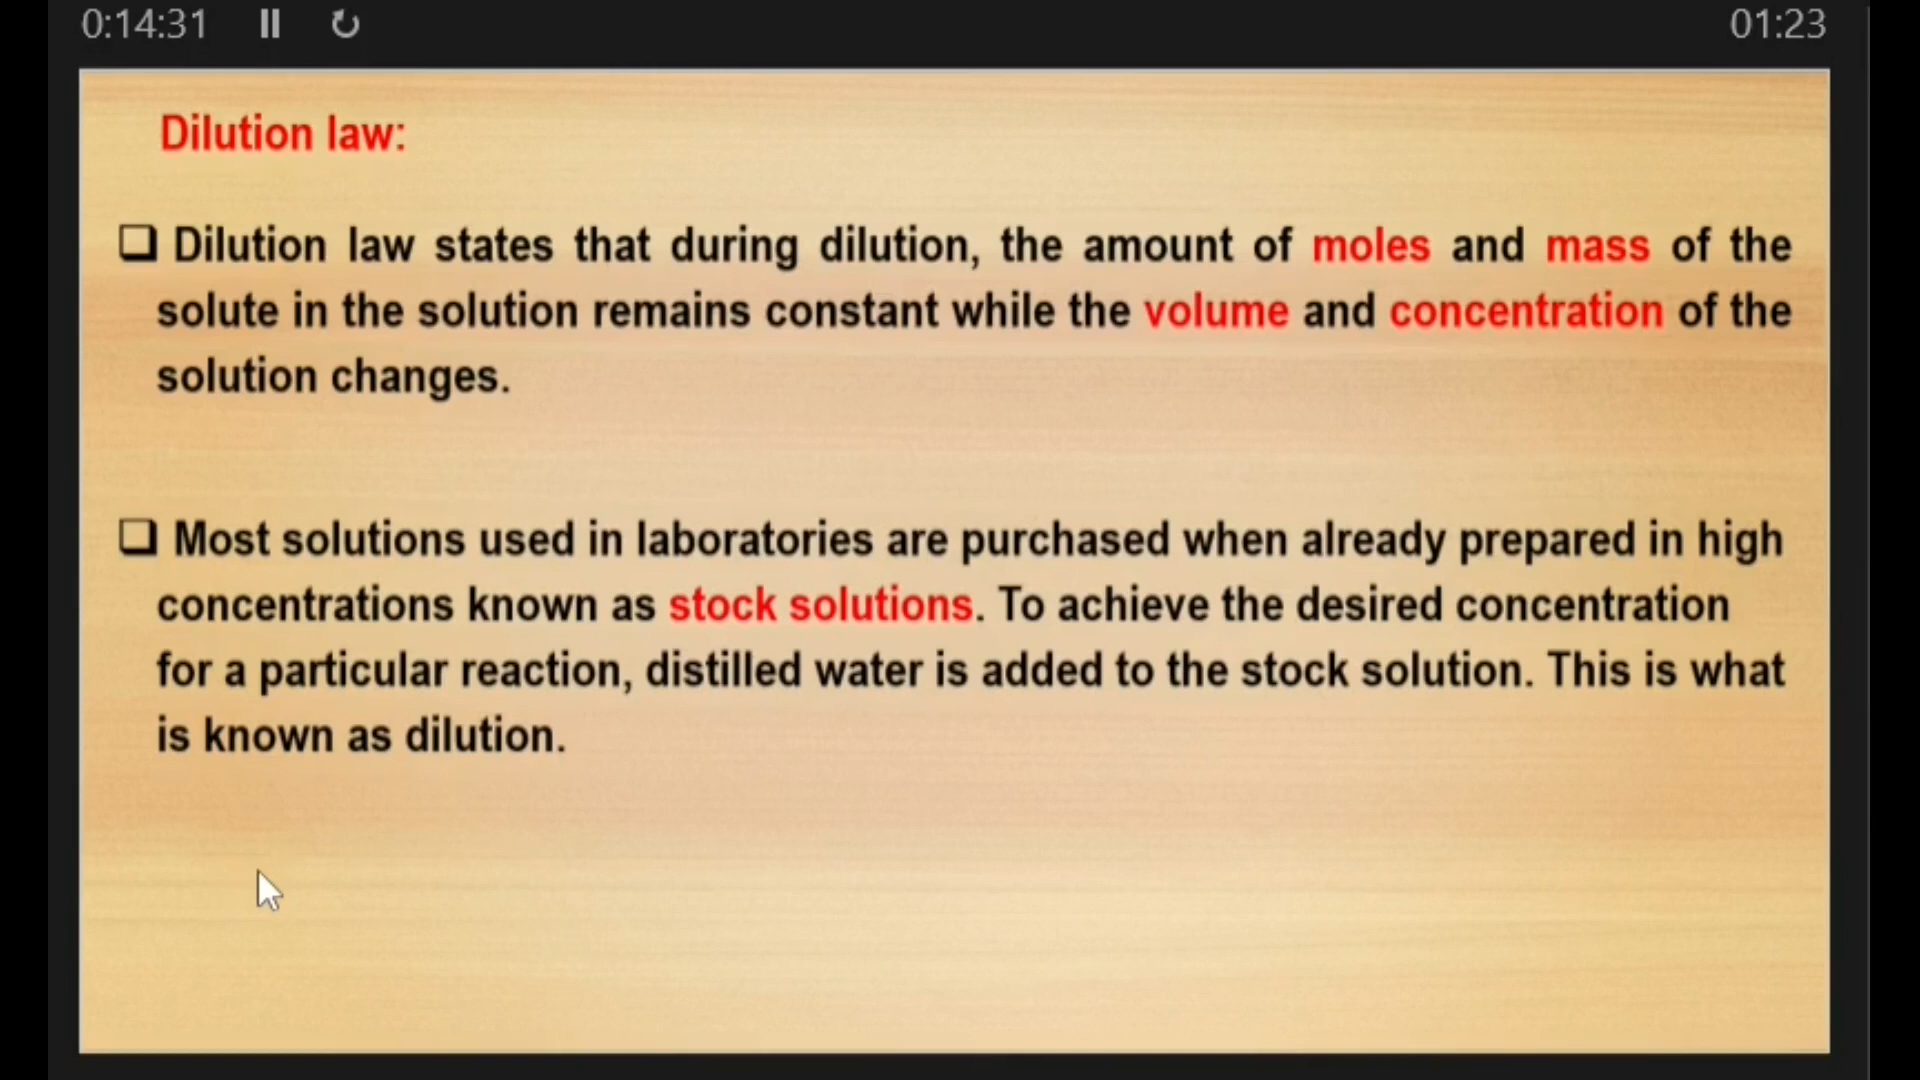 0:14:31
01:23
Dilution law:
❑ Dilution law states that during dilution, the amount of moles and mass of the
solute in the solution remains constant while the volume and concentration of the
solution changes.
❑ Most solutions used in laboratories are purchased when already prepared in high
concentrations known as stock solutions. To achieve the desired concentration
for a particular reaction, distilled water is added to the stock solution. This is what
is known as dilution.